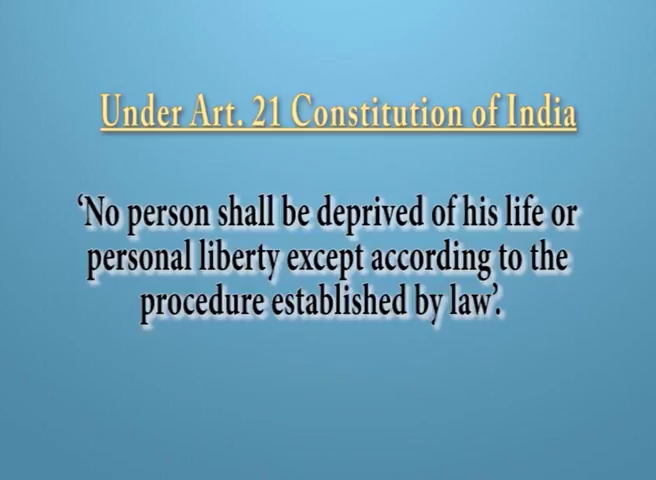 Under Art. 21 Constitution of India
‘No person shall be deprived of his life or
personal liberty except according to the
procedure established by law’.